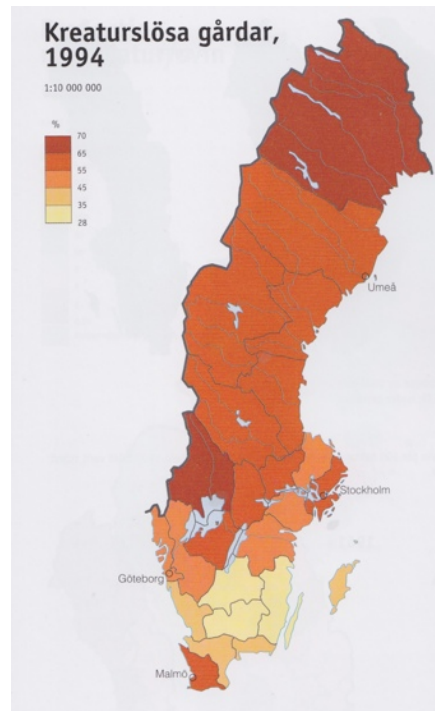 Kreaturslösa gårdar,
1994
1:10 000 000
%
70
65
55
45
35
28
Umeå
Stockholm
Göteborg
Malmö